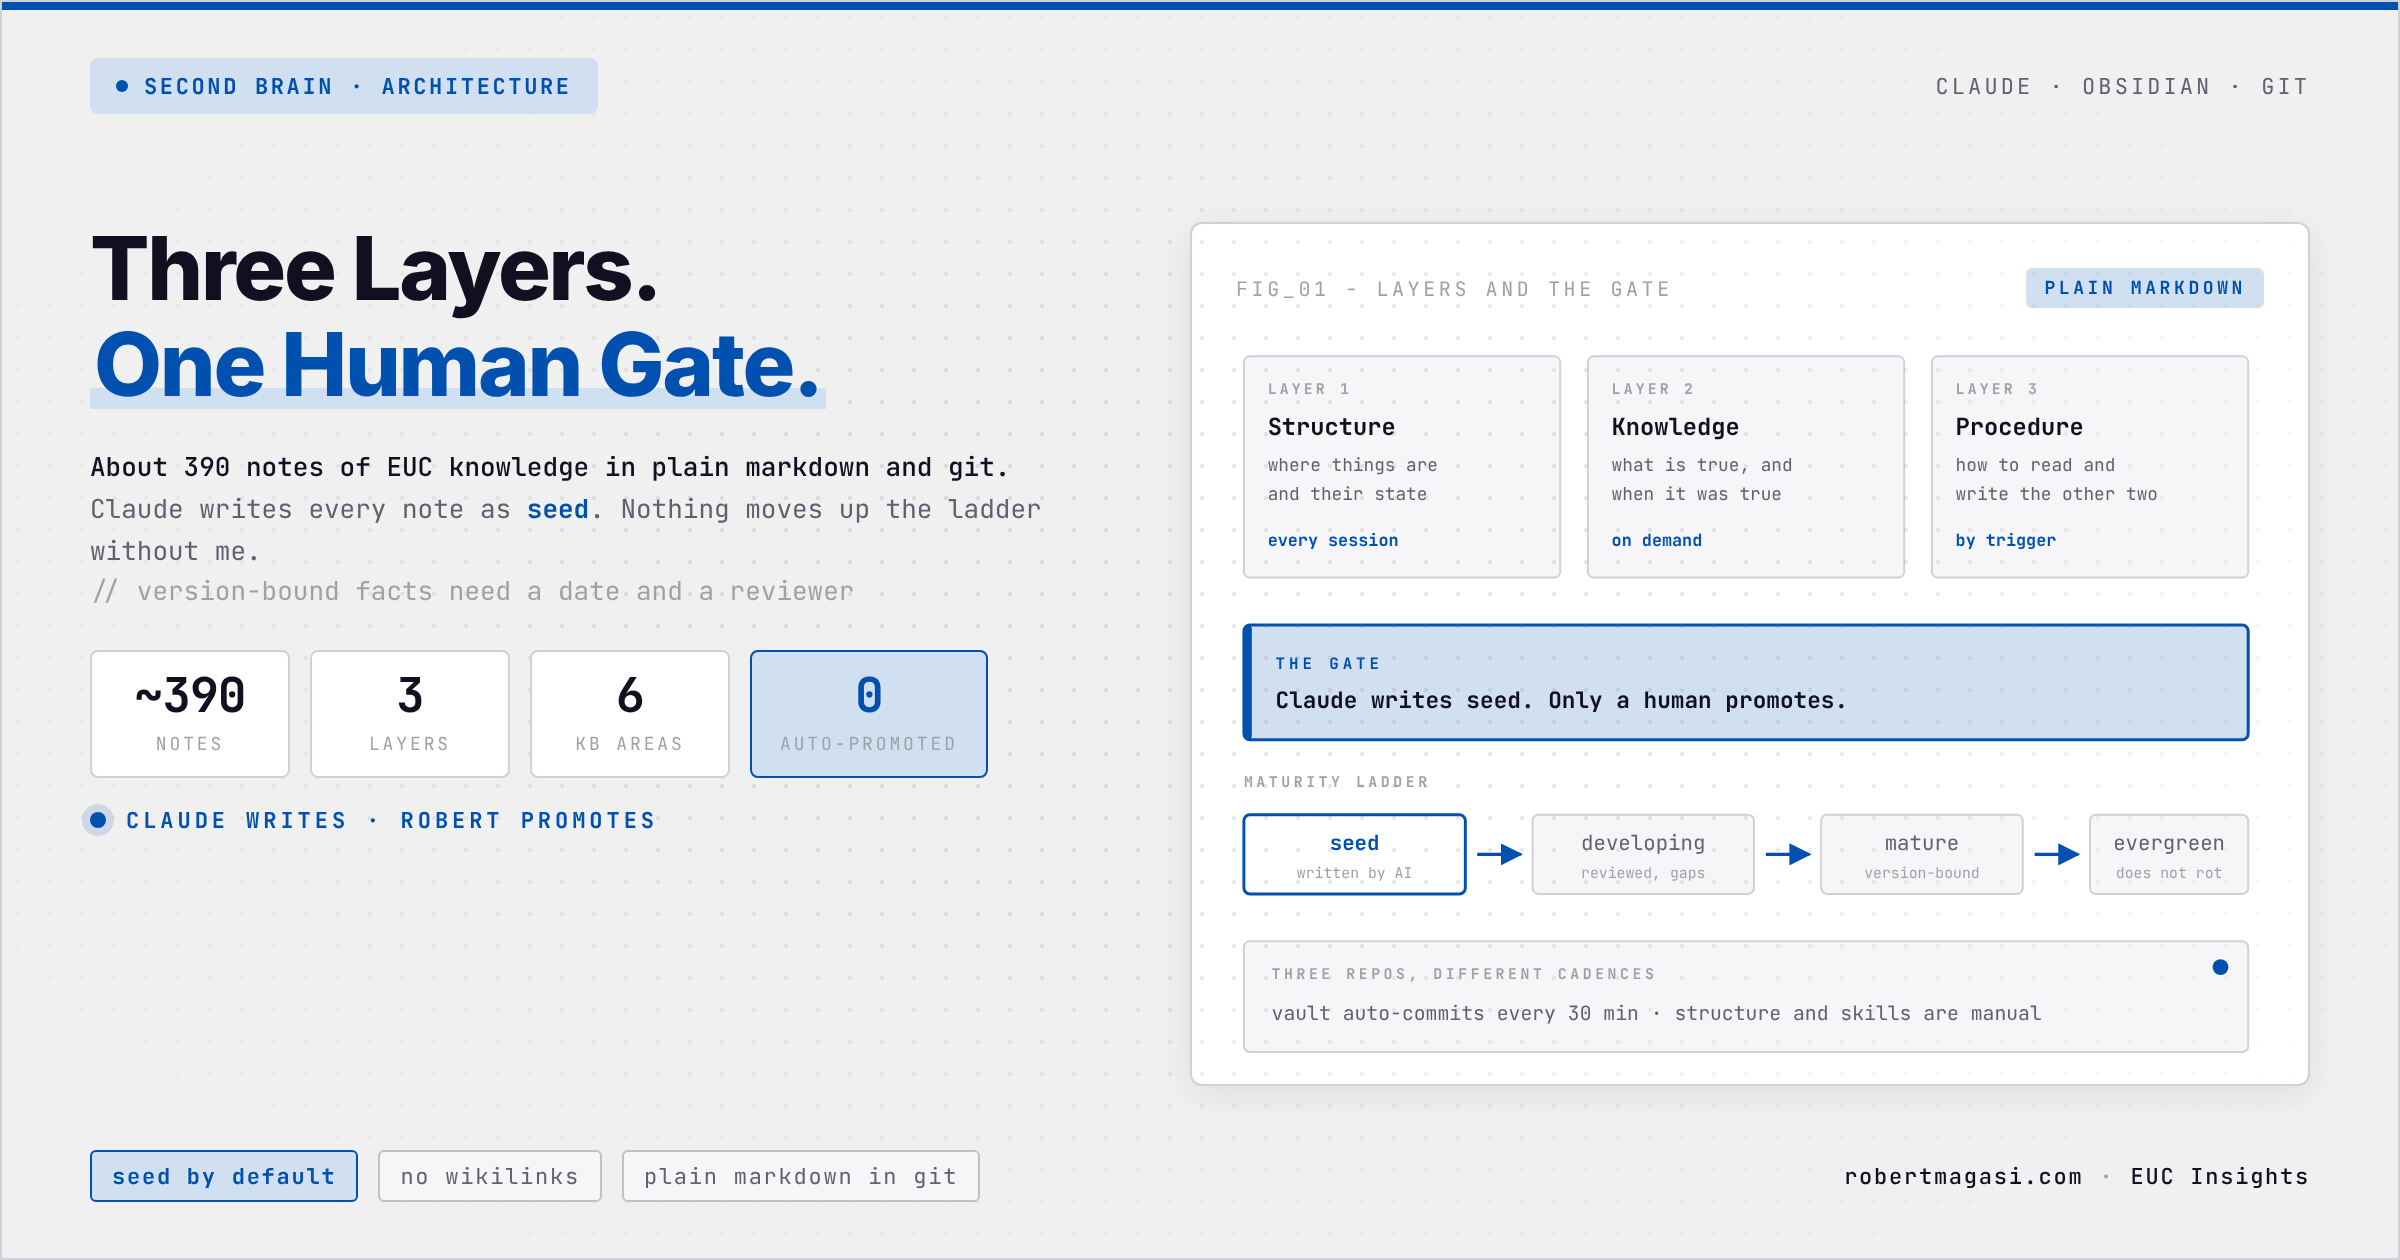 SECOND BRAIN · ARCHITECTURE
CLAUDE · OBSIDIAN · GIT
Three Layers.
One Human Gate.
About 390 notes of EUC knowledge in plain markdown and git.
Claude writes every note as seed. Nothing moves up the ladder
without me.
// version-bound facts need a date and a reviewer
~390
NOTES
3
LAYERS
6
KB AREAS
0
AUTO-PROMOTED
CLAUDE WRITES · ROBERT PROMOTES
FIG_01 - LAYERS AND THE GATE
PLAIN MARKDOWN
LAYER 1
Structure
where things are
and their state
every session
LAYER 2
Knowledge
what is true, and
when it was true
on demand
LAYER 3
Procedure
how to read and
write the other two
by trigger
THE GATE
Claude writes seed. Only a human promotes.
MATURITY LADDER
seed
written by AI
developing
reviewed, gaps
mature
version-bound
evergreen
does not rot
THREE REPOS, DIFFERENT CADENCES
vault auto-commits every 30 min · structure and skills are manual
seed by default
no wikilinks
plain markdown in git
robertmagasi.com · EUC Insights